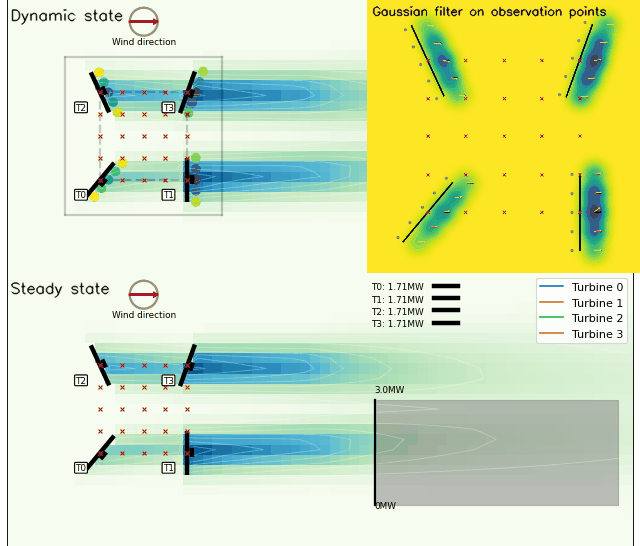 Dynamic state
Wind direction
Gaussian filter on observation points
T2
T3
T0
T1
Steady state
Wind direction
T0: 1.71MW
T1: 1.71MW
T2: 1.71MW
T3: 1.71MW
Turbine 0
Turbine 1
Turbine 2
Turbine 3
T2
T3
3.0MW
T0
T1
0MW